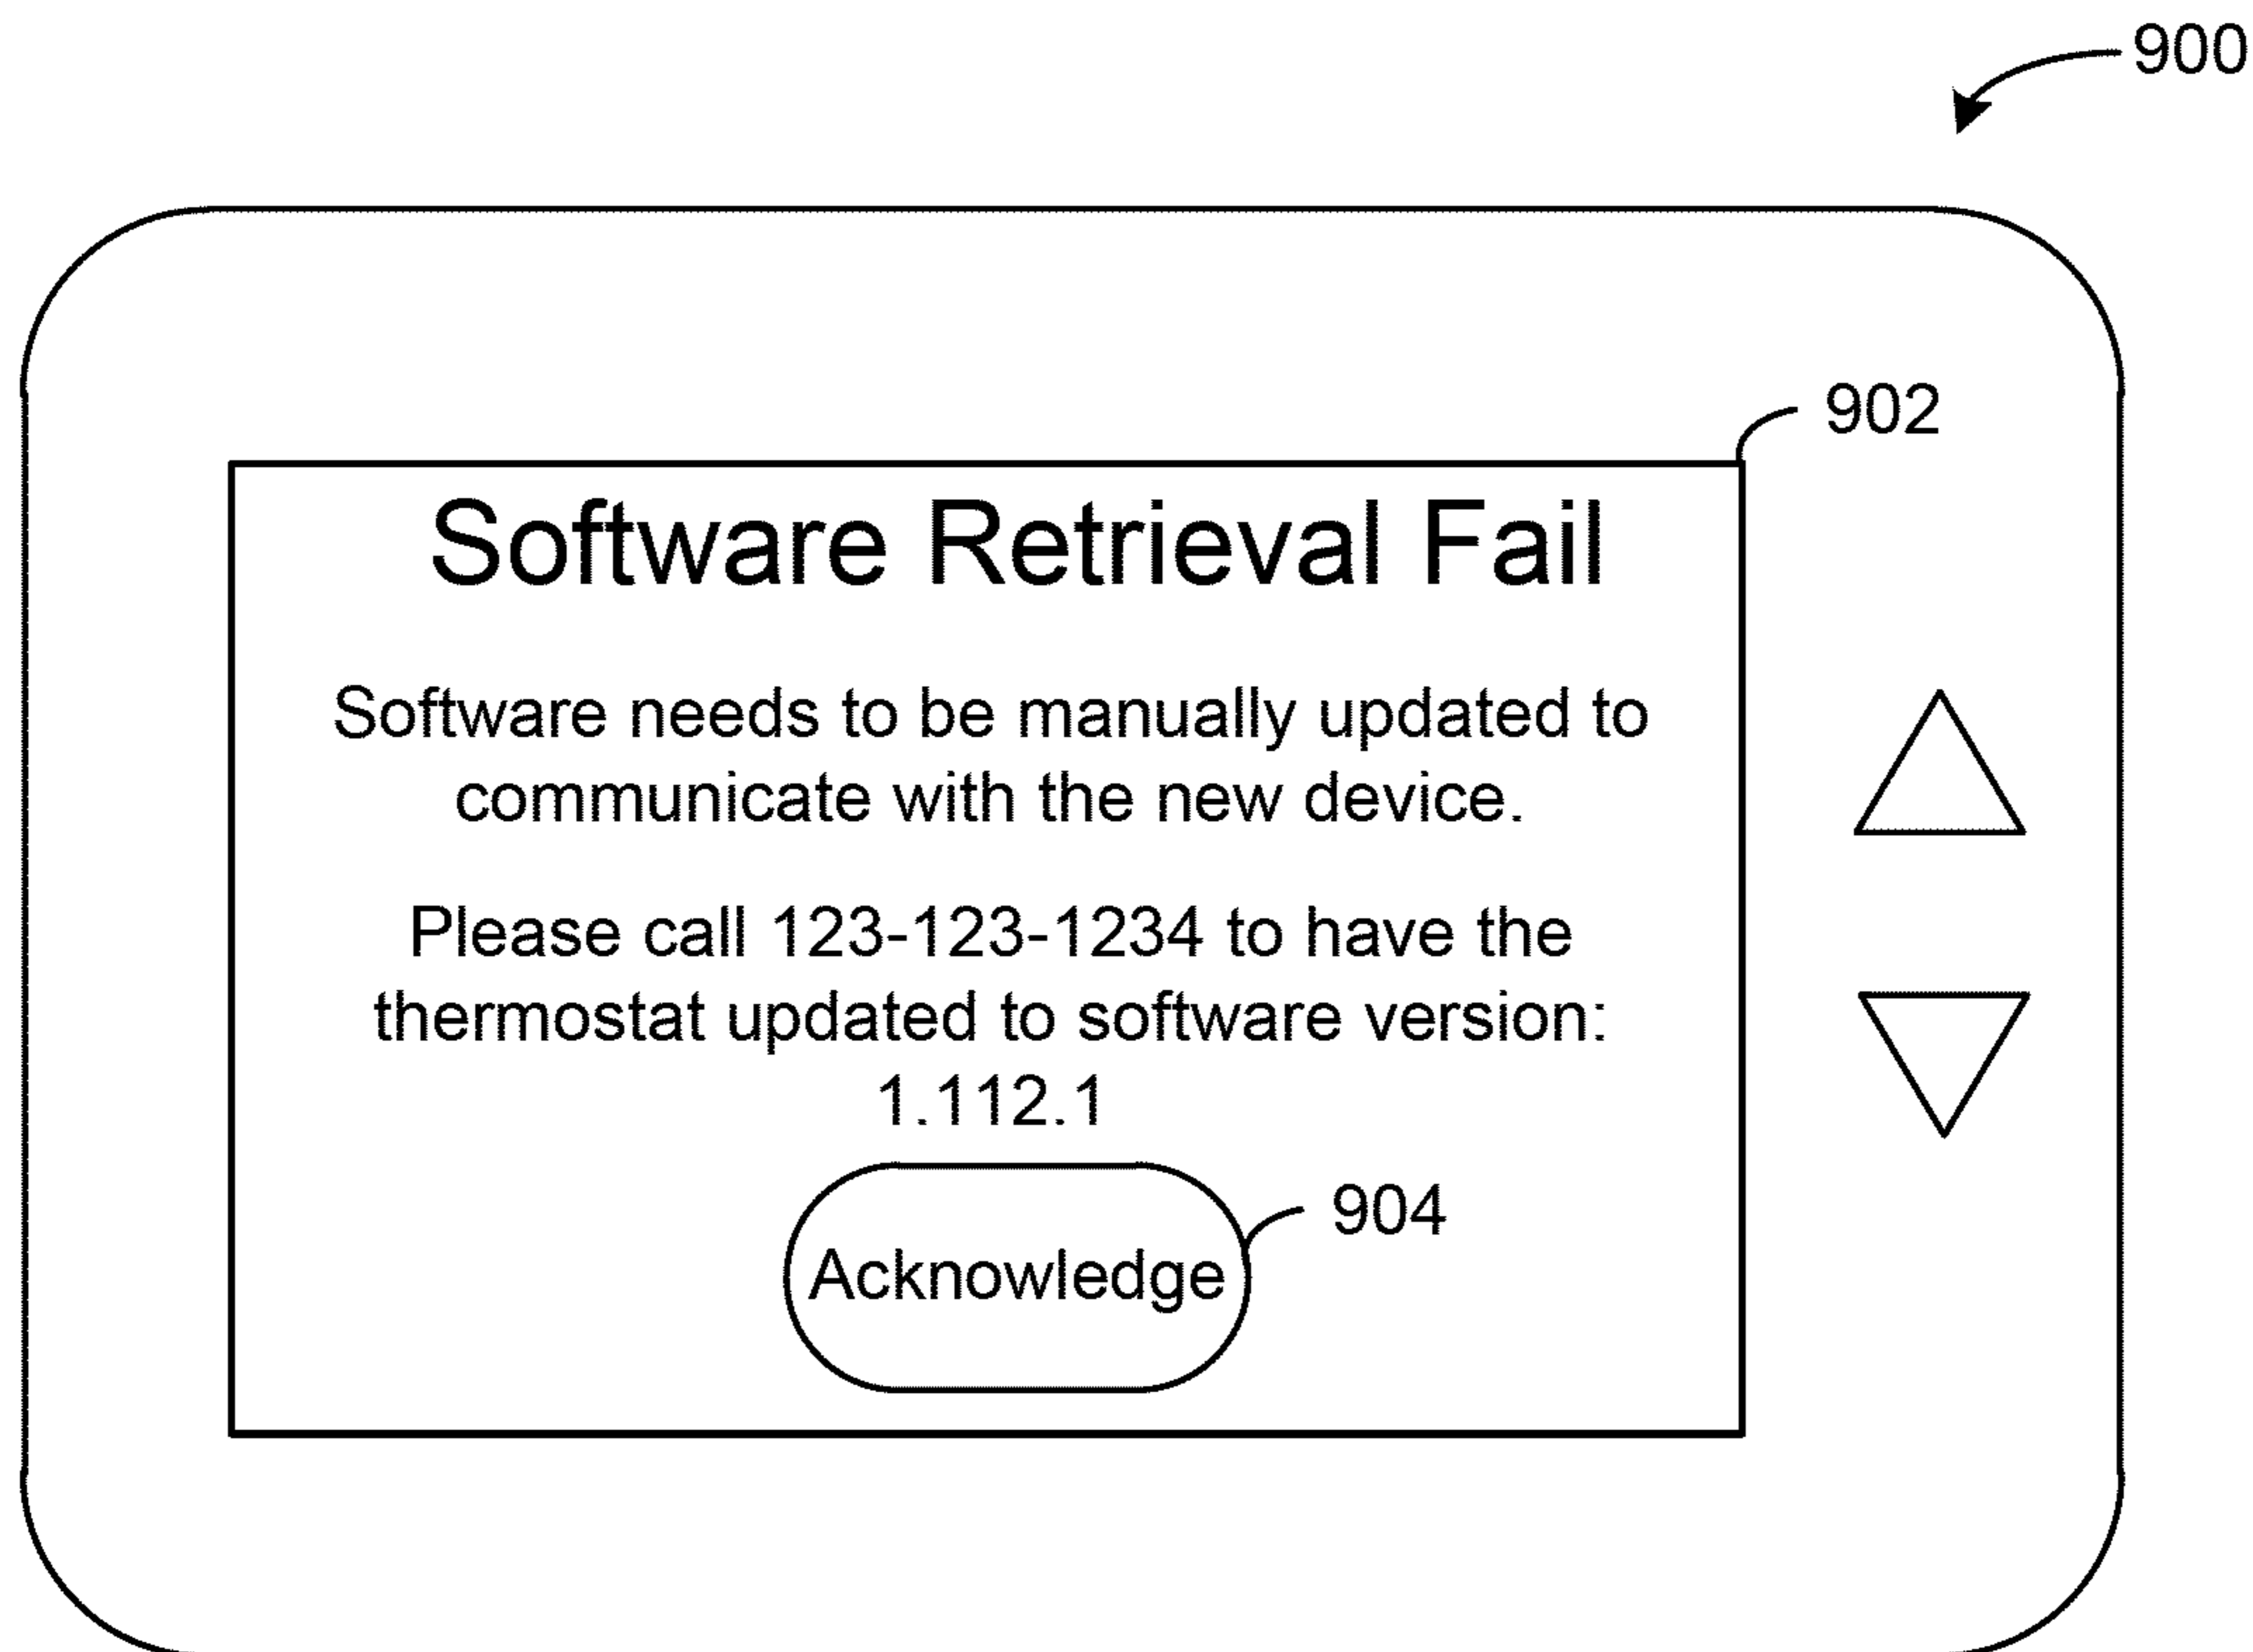 900
902
Software Retrieval Fail
Software needs to be manually updated to
communicate with the new device.
Please call 123-123-1234 to have the
thermostat updated to software version:
1.112.1
904
Acknowledge